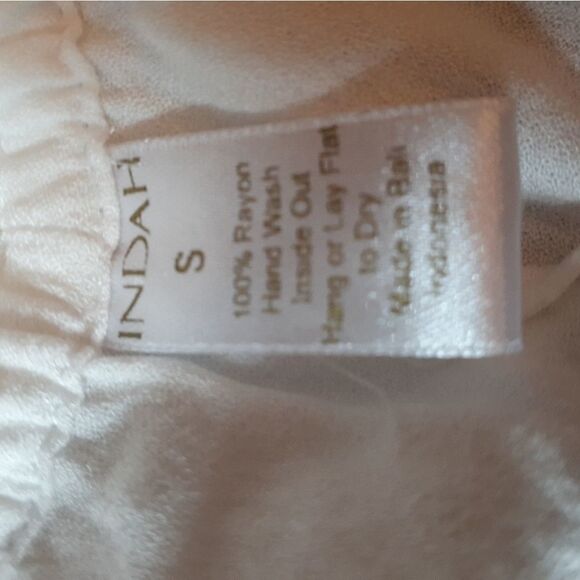 INDAH
S
100% Rayon
Hand Wash
Inside Out
Hang or Lay Flat
to Dry
Made in Bali
Indonesia